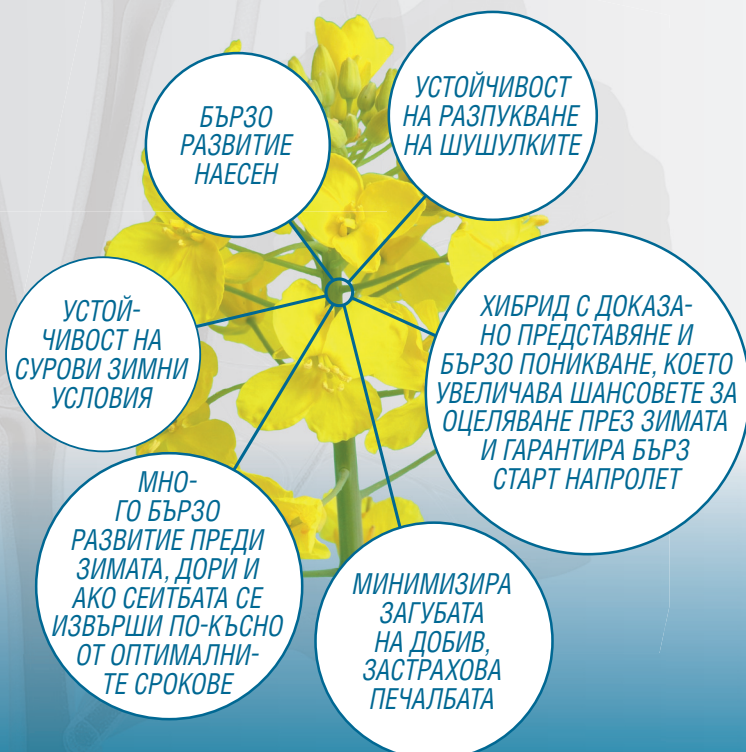 БЪРЗО
РАЗВИТИЕ
НАЕСЕН
УСТОЙЧИВОСТ
НА РАЗПУКВАНЕ
НА ШУШУЛКИТЕ
УСТОЙ-
ЧИВОСТ НА
СУРОВИ ЗИМНИ
УСЛОВИЯ
ХИБРИД С ДОКАЗА-
НО ПРЕДСТАВЯНЕ И
БЪРЗО ПОНИКВАНЕ, КОЕТО
УВЕЛИЧАВА ШАНСОВЕТЕ ЗА
ОЦЕЛЯВАНЕ ПРЕЗ ЗИМАТА
И ГАРАНТИРА БЪРЗ
СТАРТ НАПРОЛЕТ
МНО-
ГО БЪРЗО
РАЗВИТИЕ ПРЕДИ
ЗИМАТА, ДОРИ И
АКО СЕИТБАТА СЕ
ИЗВЪРШИ ПО-КЪСНО
ОТ ОПТИМАЛНИ-
ТЕ СРОКОВЕ
МИНИМИЗИРА
ЗАГУБАТА
НА ДОБИВ,
ЗАСТРАХОВА
ПЕЧАЛБАТА